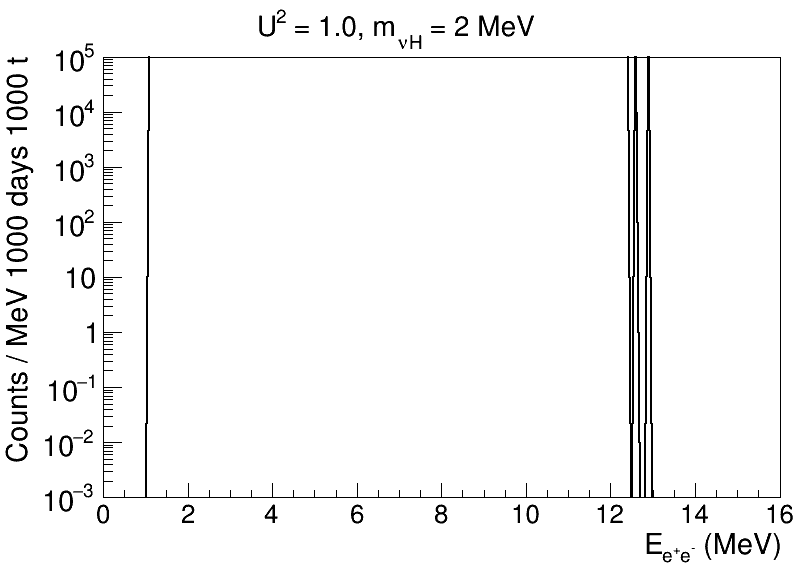 U² = 1.0, m_νH = 2 MeV
Counts / MeV 1000 days 1000 t
10⁵
10⁴
10³
10²
10
1
10⁻¹
10⁻²
10⁻³
0 2 4 6 8 10 12 14 16
E_e⁺e⁻ (MeV)